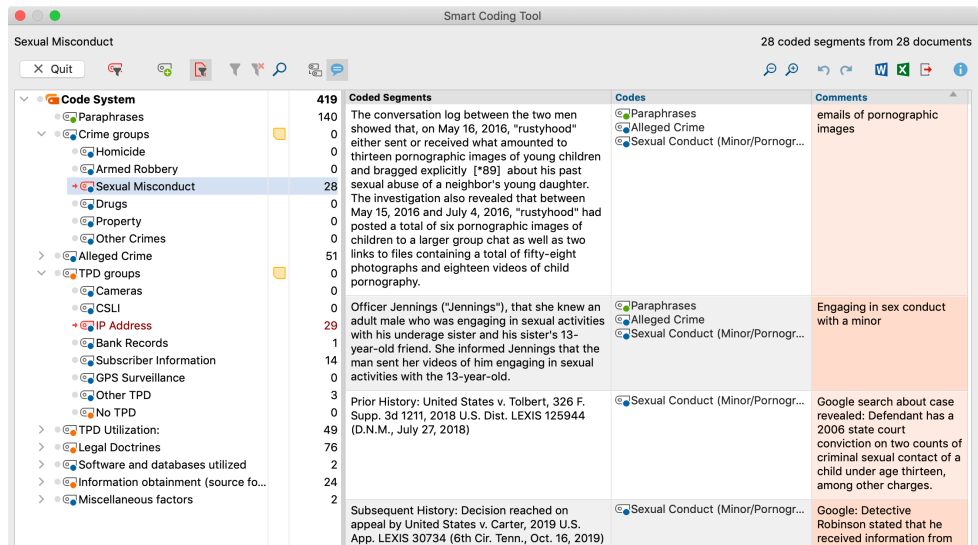 Smart Coding Tool
Sexual Misconduct
28 coded segments from 28 documents
X Quit
Code System 419
Paraphrases 140
Crime groups 0
Homicide 0
Armed Robbery 0
Sexual Misconduct 28
Drugs 0
Property 0
Other Crimes 0
Alleged Crime 51
TPD groups 0
Cameras 0
CSLI 0
IP Address 29
Bank Records 1
Subscriber Information 14
GPS Surveillance 0
Other TPD 3
No TPD 0
TPD Utilization: 49
Legal Doctrines 76
Software and databases utilized 2
Information obtainment (source fo... 24
Miscellaneous factors 2
Coded Segments
Codes
Comments
The conversation log between the two men
showed that, on May 16, 2016, "rustyhood"
either sent or received what amounted to
thirteen pornographic images of young children
and bragged explicitly [*89] about his past
sexual abuse of a neighbor's young daughter.
The investigation also revealed that between
May 15, 2016 and July 4, 2016, "rustyhood" had
posted a total of six pornographic images of
children to a larger group chat as well as two
links to files containing a total of fifty-eight
photographs and eighteen videos of child
pornography.
Paraphrases
Alleged Crime
Sexual Conduct (Minor/Pornogr...
emails of pornographic
images
Officer Jennings ("Jennings"), that she knew an
adult male who was engaging in sexual activities
with his underage sister and his sister's 13-
year-old friend. She informed Jennings that the
man sent her videos of him engaging in sexual
activities with the 13-year-old.
Paraphrases
Alleged Crime
Sexual Conduct (Minor/Pornogr...
Engaging in sex conduct
with a minor
Prior History: United States v. Tolbert, 326 F.
Supp. 3d 1211, 2018 U.S. Dist. LEXIS 125944
(D.N.M., July 27, 2018)
Sexual Conduct (Minor/Pornogr...
Google search about case
revealed: Defendant has a
2006 state court
conviction on two counts of
criminal sexual contact of a
child under age thirteen,
among other charges.
Subsequent History: Decision reached on
appeal by United States v. Carter, 2019 U.S.
App. LEXIS 30734 (6th Cir. Tenn., Oct. 16, 2019)
Sexual Conduct (Minor/Pornogr...
Google: Detective
Robinson stated that he
received information from